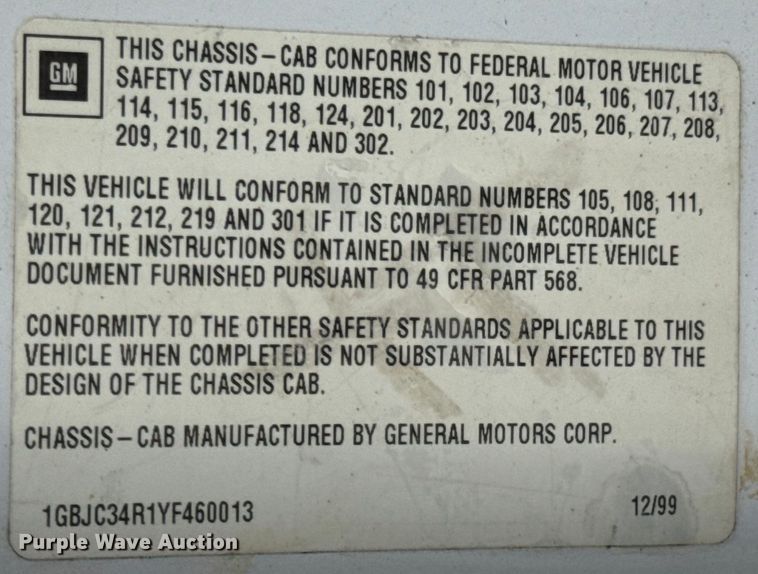 GM
THIS CHASSIS–CAB CONFORMS TO FEDERAL MOTOR VEHICLE
SAFETY STANDARD NUMBERS 101, 102, 103, 104, 106, 107, 113,
114, 115, 116, 118, 124, 201, 202, 203, 204, 205, 206, 207, 208,
209, 210, 211, 214 AND 302.
THIS VEHICLE WILL CONFORM TO STANDARD NUMBERS 105, 108, 111,
120, 121, 212, 219 AND 301 IF IT IS COMPLETED IN ACCORDANCE
WITH THE INSTRUCTIONS CONTAINED IN THE INCOMPLETE VEHICLE
DOCUMENT FURNISHED PURSUANT TO 49 CFR PART 568.
CONFORMITY TO THE OTHER SAFETY STANDARDS APPLICABLE TO THIS
VEHICLE WHEN COMPLETED IS NOT SUBSTANTIALLY AFFECTED BY THE
DESIGN OF THE CHASSIS CAB.
CHASSIS–CAB MANUFACTURED BY GENERAL MOTORS CORP.
1GBJC34R1YF460013 12/99
Purple Wave Auction